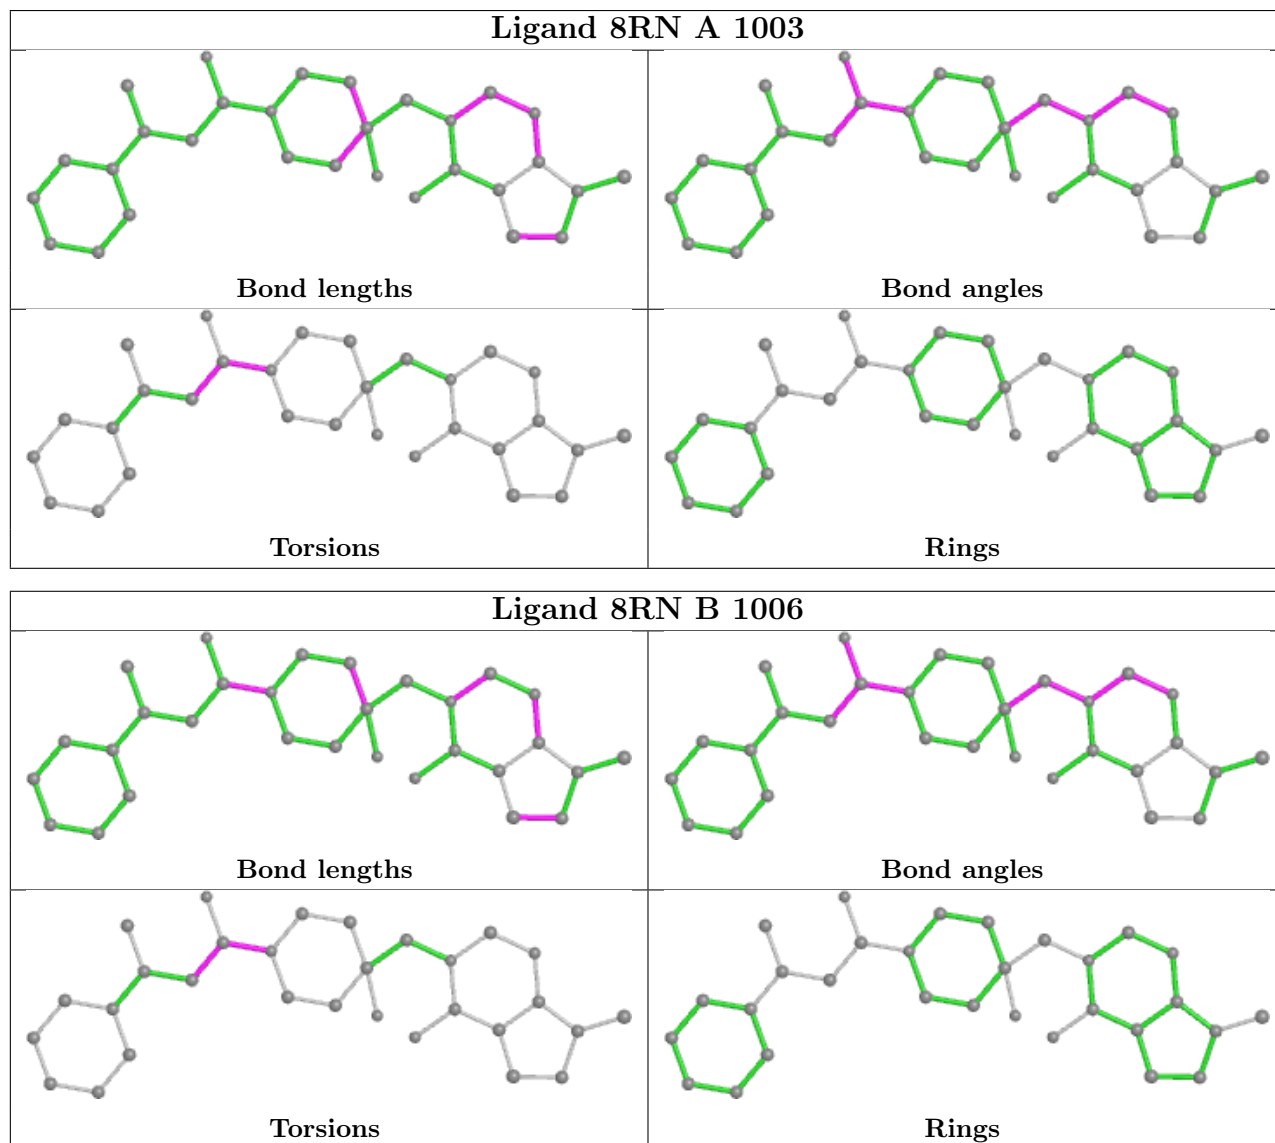 Ligand 8RN A 1003
Bond lengths
Bond angles
Torsions
Rings
Ligand 8RN B 1006
Bond lengths
Bond angles
Torsions
Rings